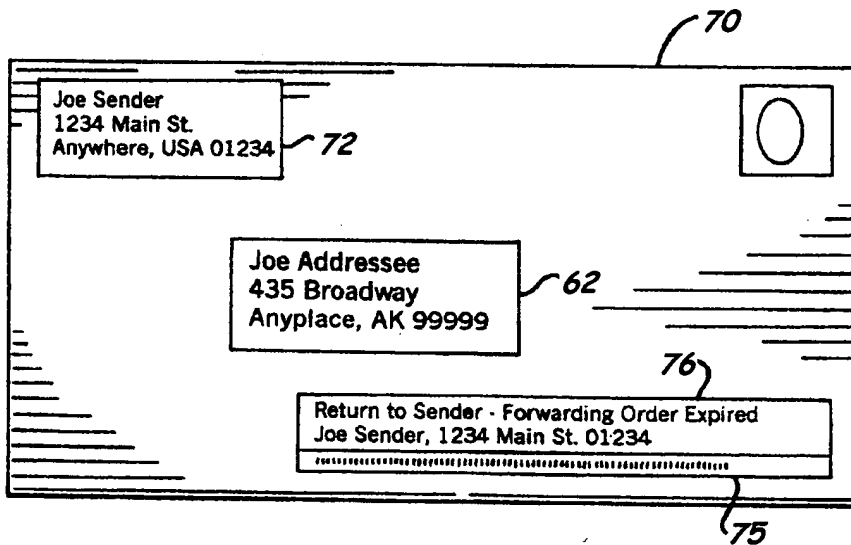 70
Joe Sender
1234 Main St.
Anywhere, USA 01234
72
Joe Addressee
435 Broadway
Anyplace, AK 99999
62
76
Return to Sender - Forwarding Order Expired
Joe Sender, 1234 Main St. 01234
75